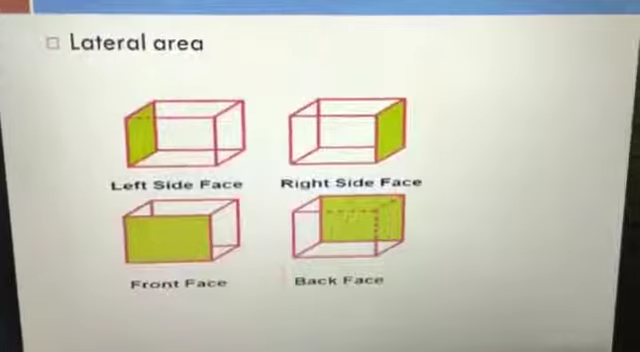 Lateral area
Left Side Face
Right Side Face
Front Face
Back Face